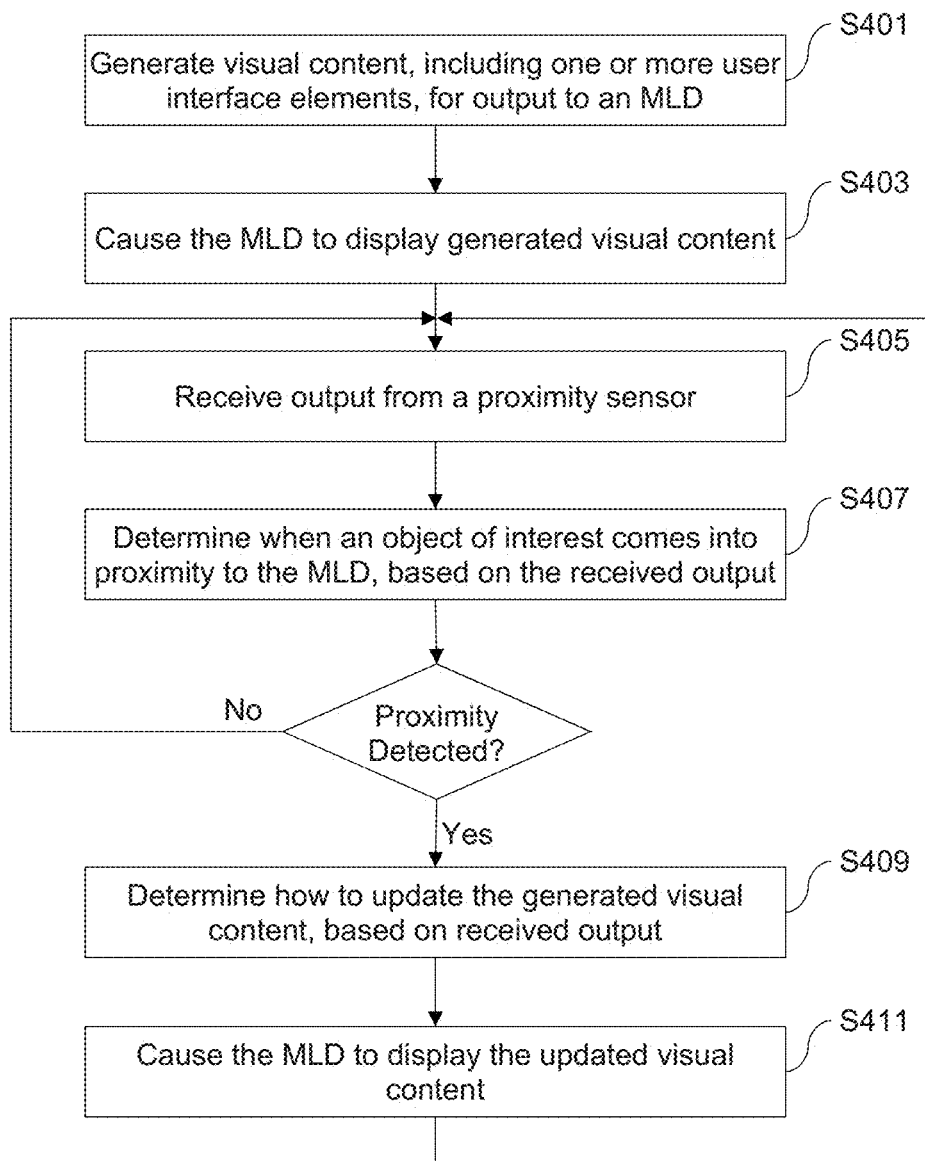 S401
Generate visual content, including one or more user
interface elements, for output to an MLD
S403
Cause the MLD to display generated visual content
S405
Receive output from a proximity sensor
S407
Determine when an object of interest comes into
proximity to the MLD, based on the received output
No
Proximity
Detected?
Yes
S409
Determine how to update the generated visual
content, based on received output
S411
Cause the MLD to display the updated visual
content